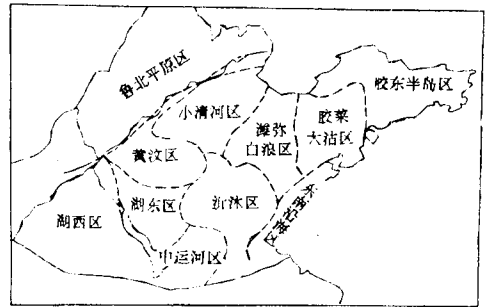 鲁北平原区
胶东半岛区
小清河区
潍弥
白浪区
胶莱
大沽区
黄汶区
湖东区
沂沭区
湖西区
东南沿海区
中运河区